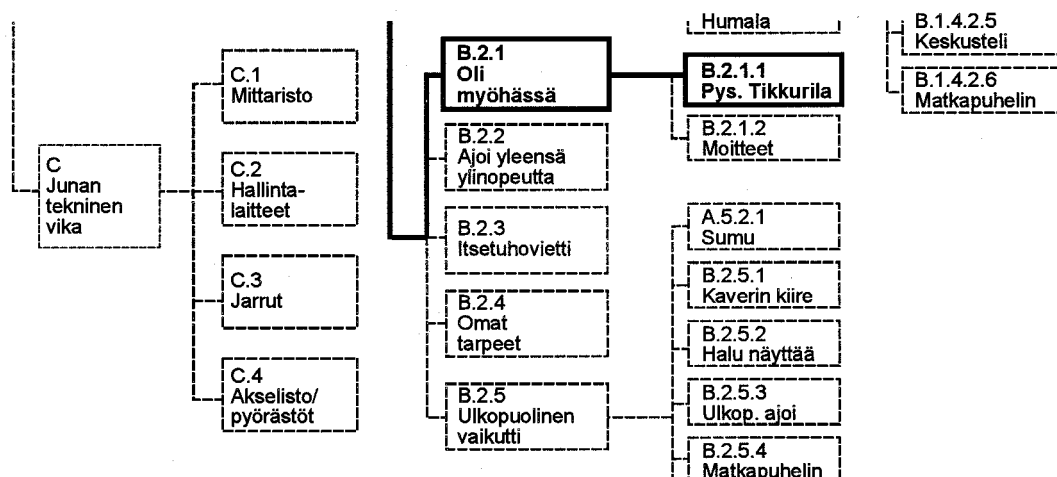 C
Junan
tekninen
vika
C.1
Mittaristo
C.2
Hallinta-
laitteet
C.3
Jarrut
C.4
Akselisto/
pyörästöt
B.2.1
Oli
myöhässä
B.2.2
Ajoi yleensä
ylinopeutta
B.2.3
Itsetuhovietti
B.2.4
Omat
tarpeet
B.2.5
Ulkopuolinen
vaikutti
Humala
B.2.1.1
Pys. Tikkurila
B.2.1.2
Moitteet
A.5.2.1
Sumu
B.2.5.1
Kaverin kiire
B.2.5.2
Halu näyttää
B.2.5.3
Ulkop. ajoi
B.2.5.4
Matkapuhelin
B.1.4.2.5
Keskusteli
B.1.4.2.6
Matkapuhelin